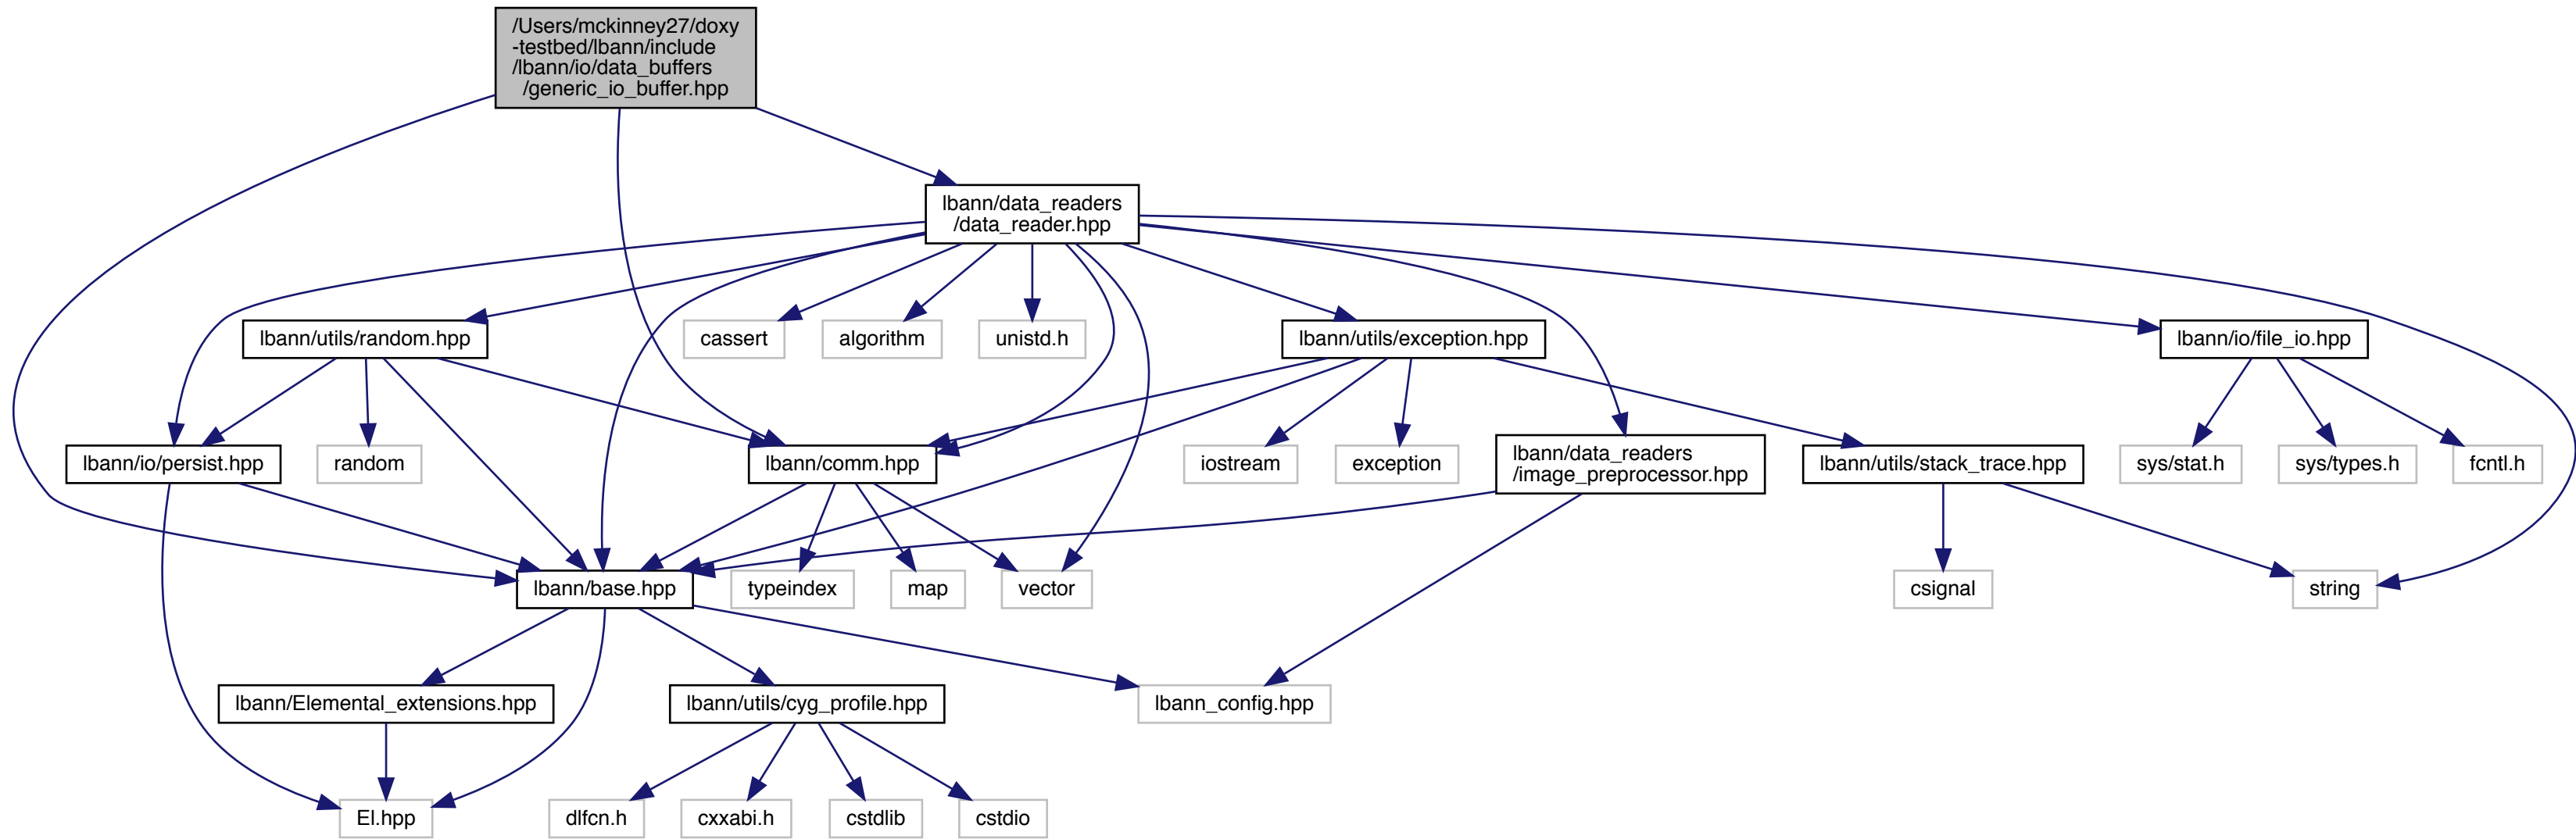 /Users/mckinney27/doxy
-testbed/lbann/include
/lbann/io/data_buffers
/generic_io_buffer.hpp
lbann/data_readers
/data_reader.hpp
lbann/utils/random.hpp
cassert
algorithm
unistd.h
lbann/utils/exception.hpp
lbann/io/file_io.hpp
lbann/io/persist.hpp
random
lbann/comm.hpp
iostream
exception
lbann/data_readers
/image_preprocessor.hpp
lbann/utils/stack_trace.hpp
sys/stat.h
sys/types.h
fcntl.h
lbann/base.hpp
typeindex
map
vector
csignal
string
lbann/Elemental_extensions.hpp
lbann/utils/cyg_profile.hpp
lbann_config.hpp
El.hpp
dlfcn.h
cxxabi.h
cstdlib
cstdio